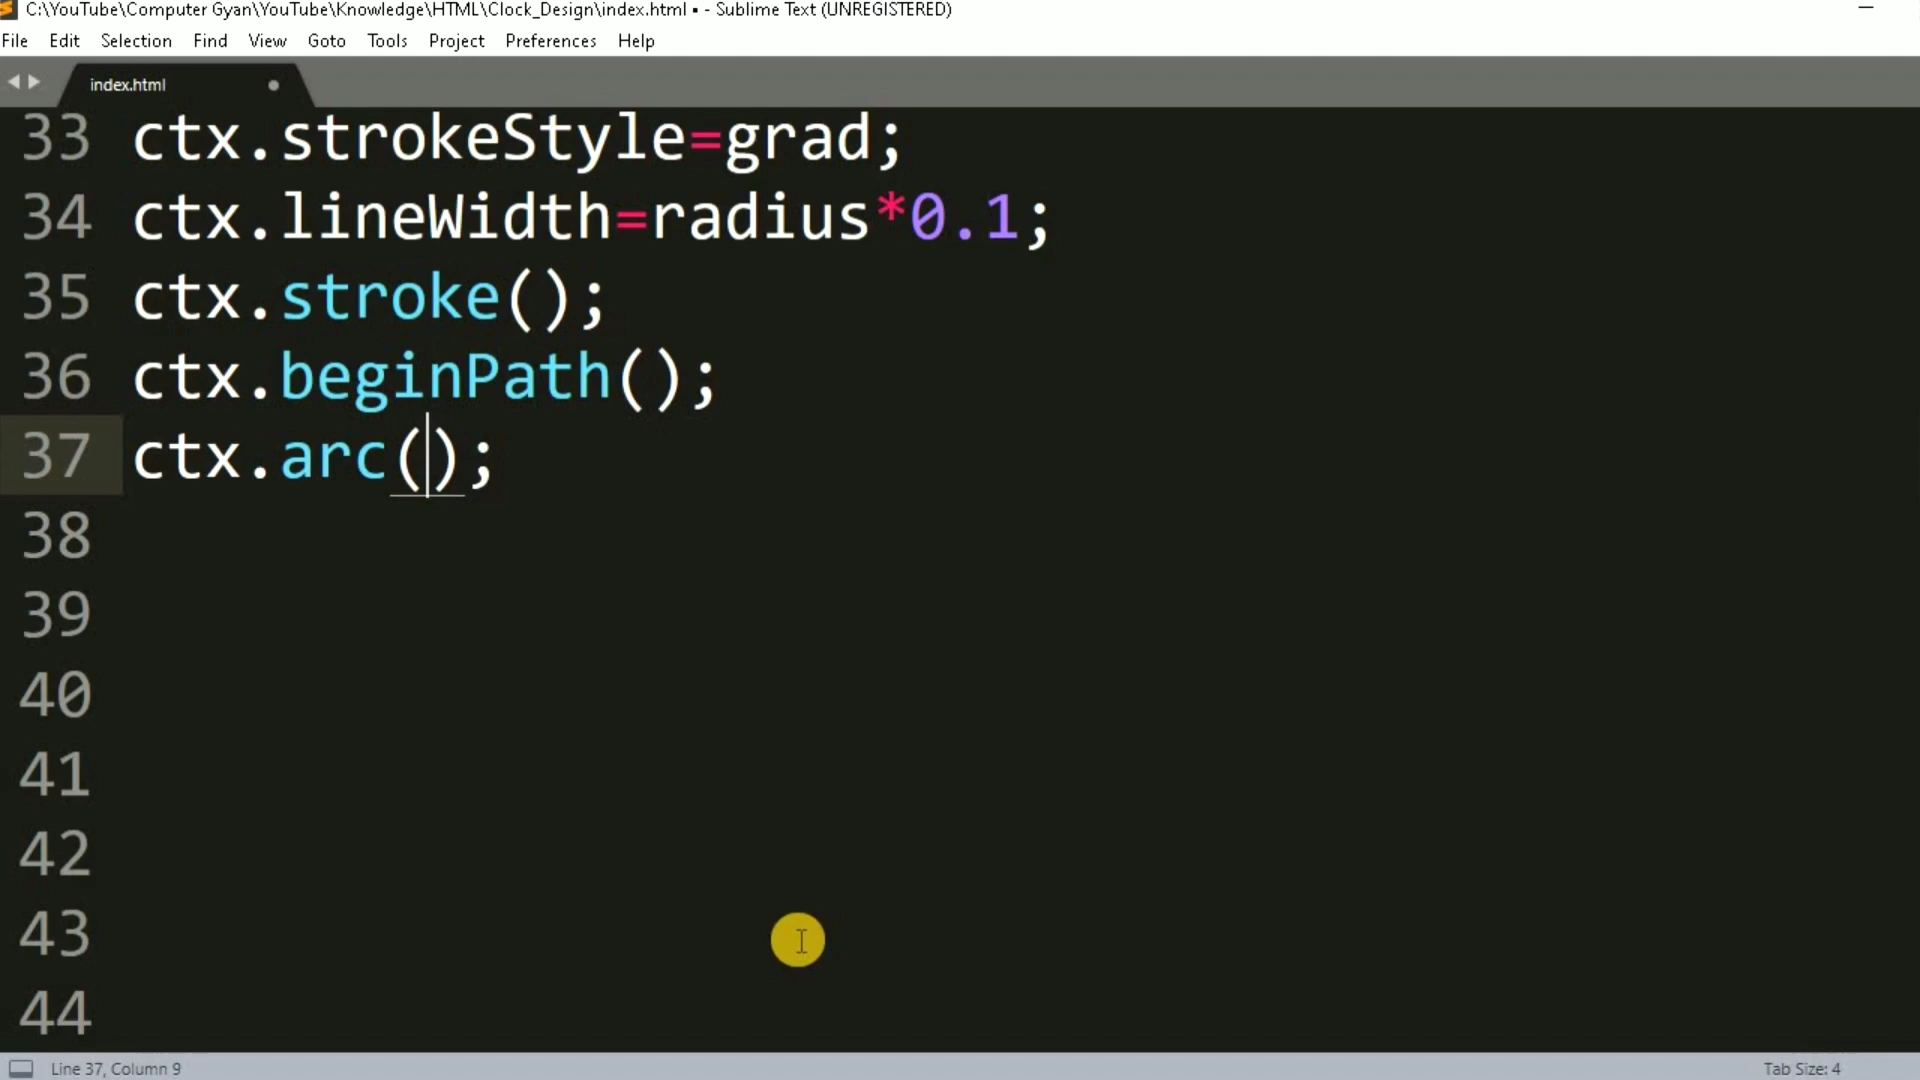 C:\YouTube\Computer Gyan\YouTube\Knowledge\HTML\Clock_Design\index.html • - Sublime Text (UNREGISTERED)
File Edit Selection Find View Goto Tools Project Preferences Help
index.html
33 ctx.strokeStyle=grad;
34 ctx.lineWidth=radius*0.1;
35 ctx.stroke();
36 ctx.beginPath();
37 ctx.arc();
38
39
40
41
42
43
44
Line 37, Column 9 Tab Size: 4